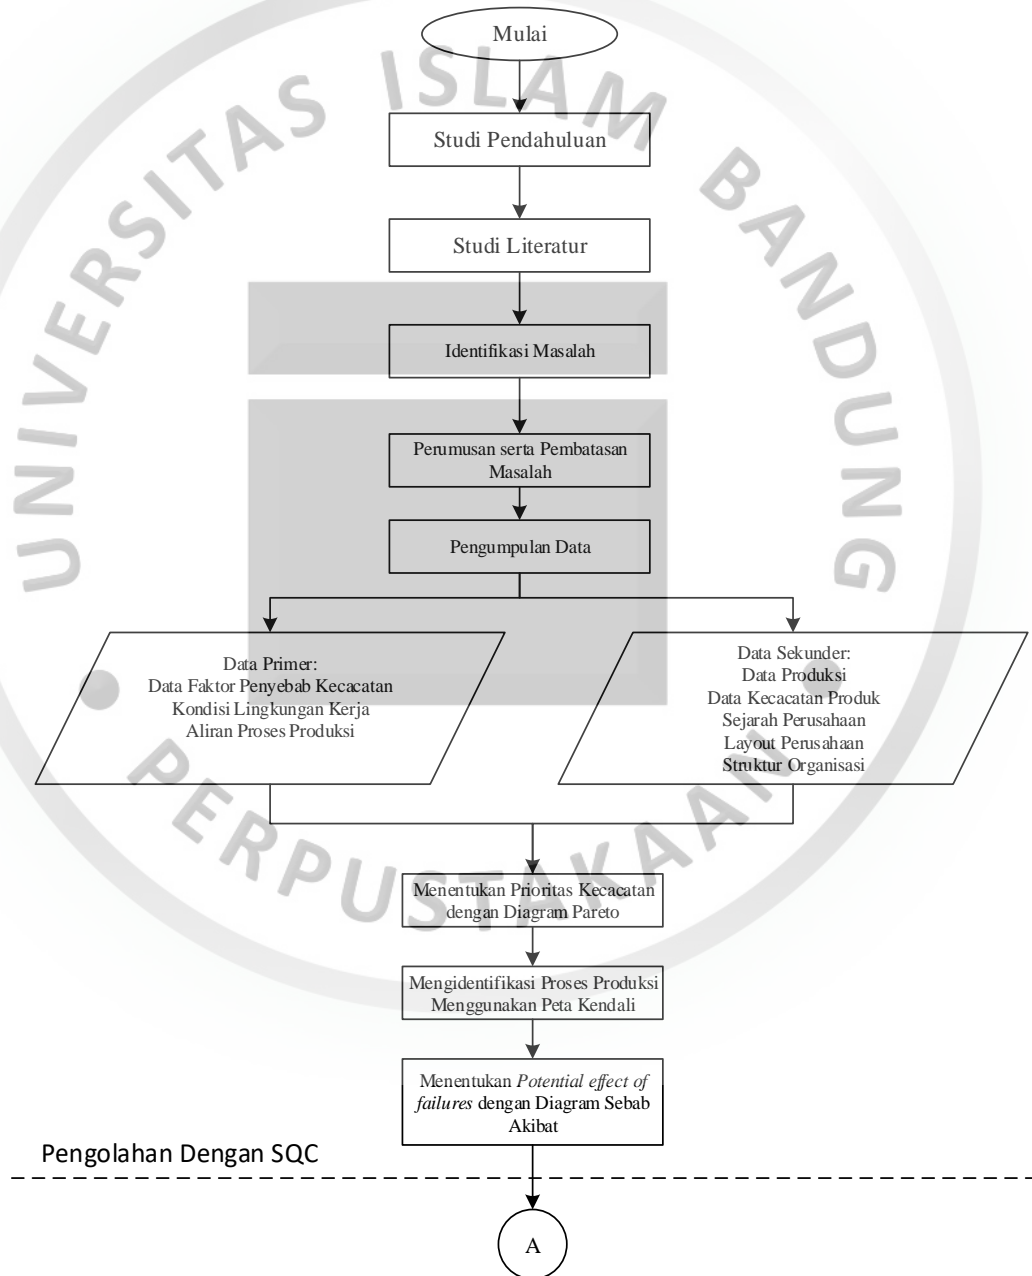 Mulai
Studi Pendahuluan
Studi Literatur
Identifikasi Masalah
Perumusan serta Pembatasan
Masalah
Pengumpulan Data
Data Primer:
Data Faktor Penyebab Kecacatan
Kondisi Lingkungan Kerja
Aliran Proses Produksi
Data Sekunder:
Data Produksi
Data Kecacatan Produk
Sejarah Perusahaan
Layout Perusahaan
Struktur Organisasi
Menentukan Prioritas Kecacatan
dengan Diagram Pareto
Mengidentifikasi Proses Produksi
Menggunakan Peta Kendali
Menentukan Potential effect of
failures dengan Diagram Sebab
Akibat
Pengolahan Dengan SQC
A
UNIVERSITAS ISLAM BANDUNG
PERPUSTAKAAN